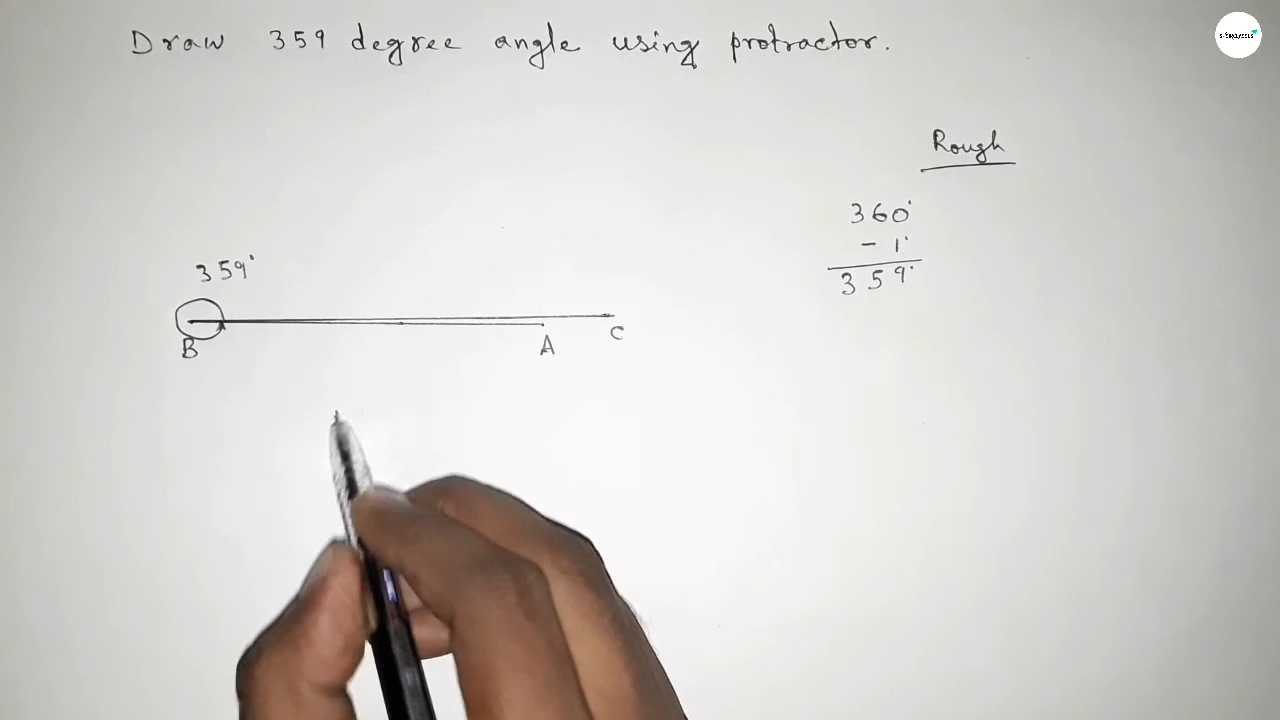 Draw 359 degree angle using protractor.
Rough
360°
- 1°
359°
359°
B
A
C